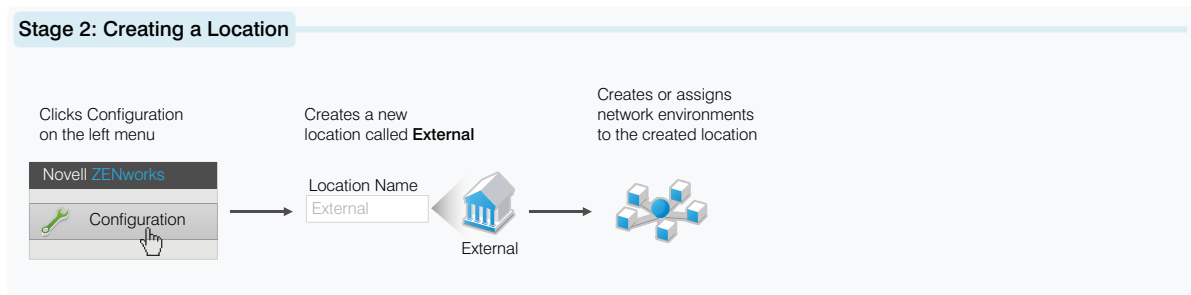 Stage 2: Creating a Location
Clicks Configuration
on the left menu
Novell ZENworks
Configuration
Creates a new
location called External
Location Name
External
External
Creates or assigns
network environments
to the created location